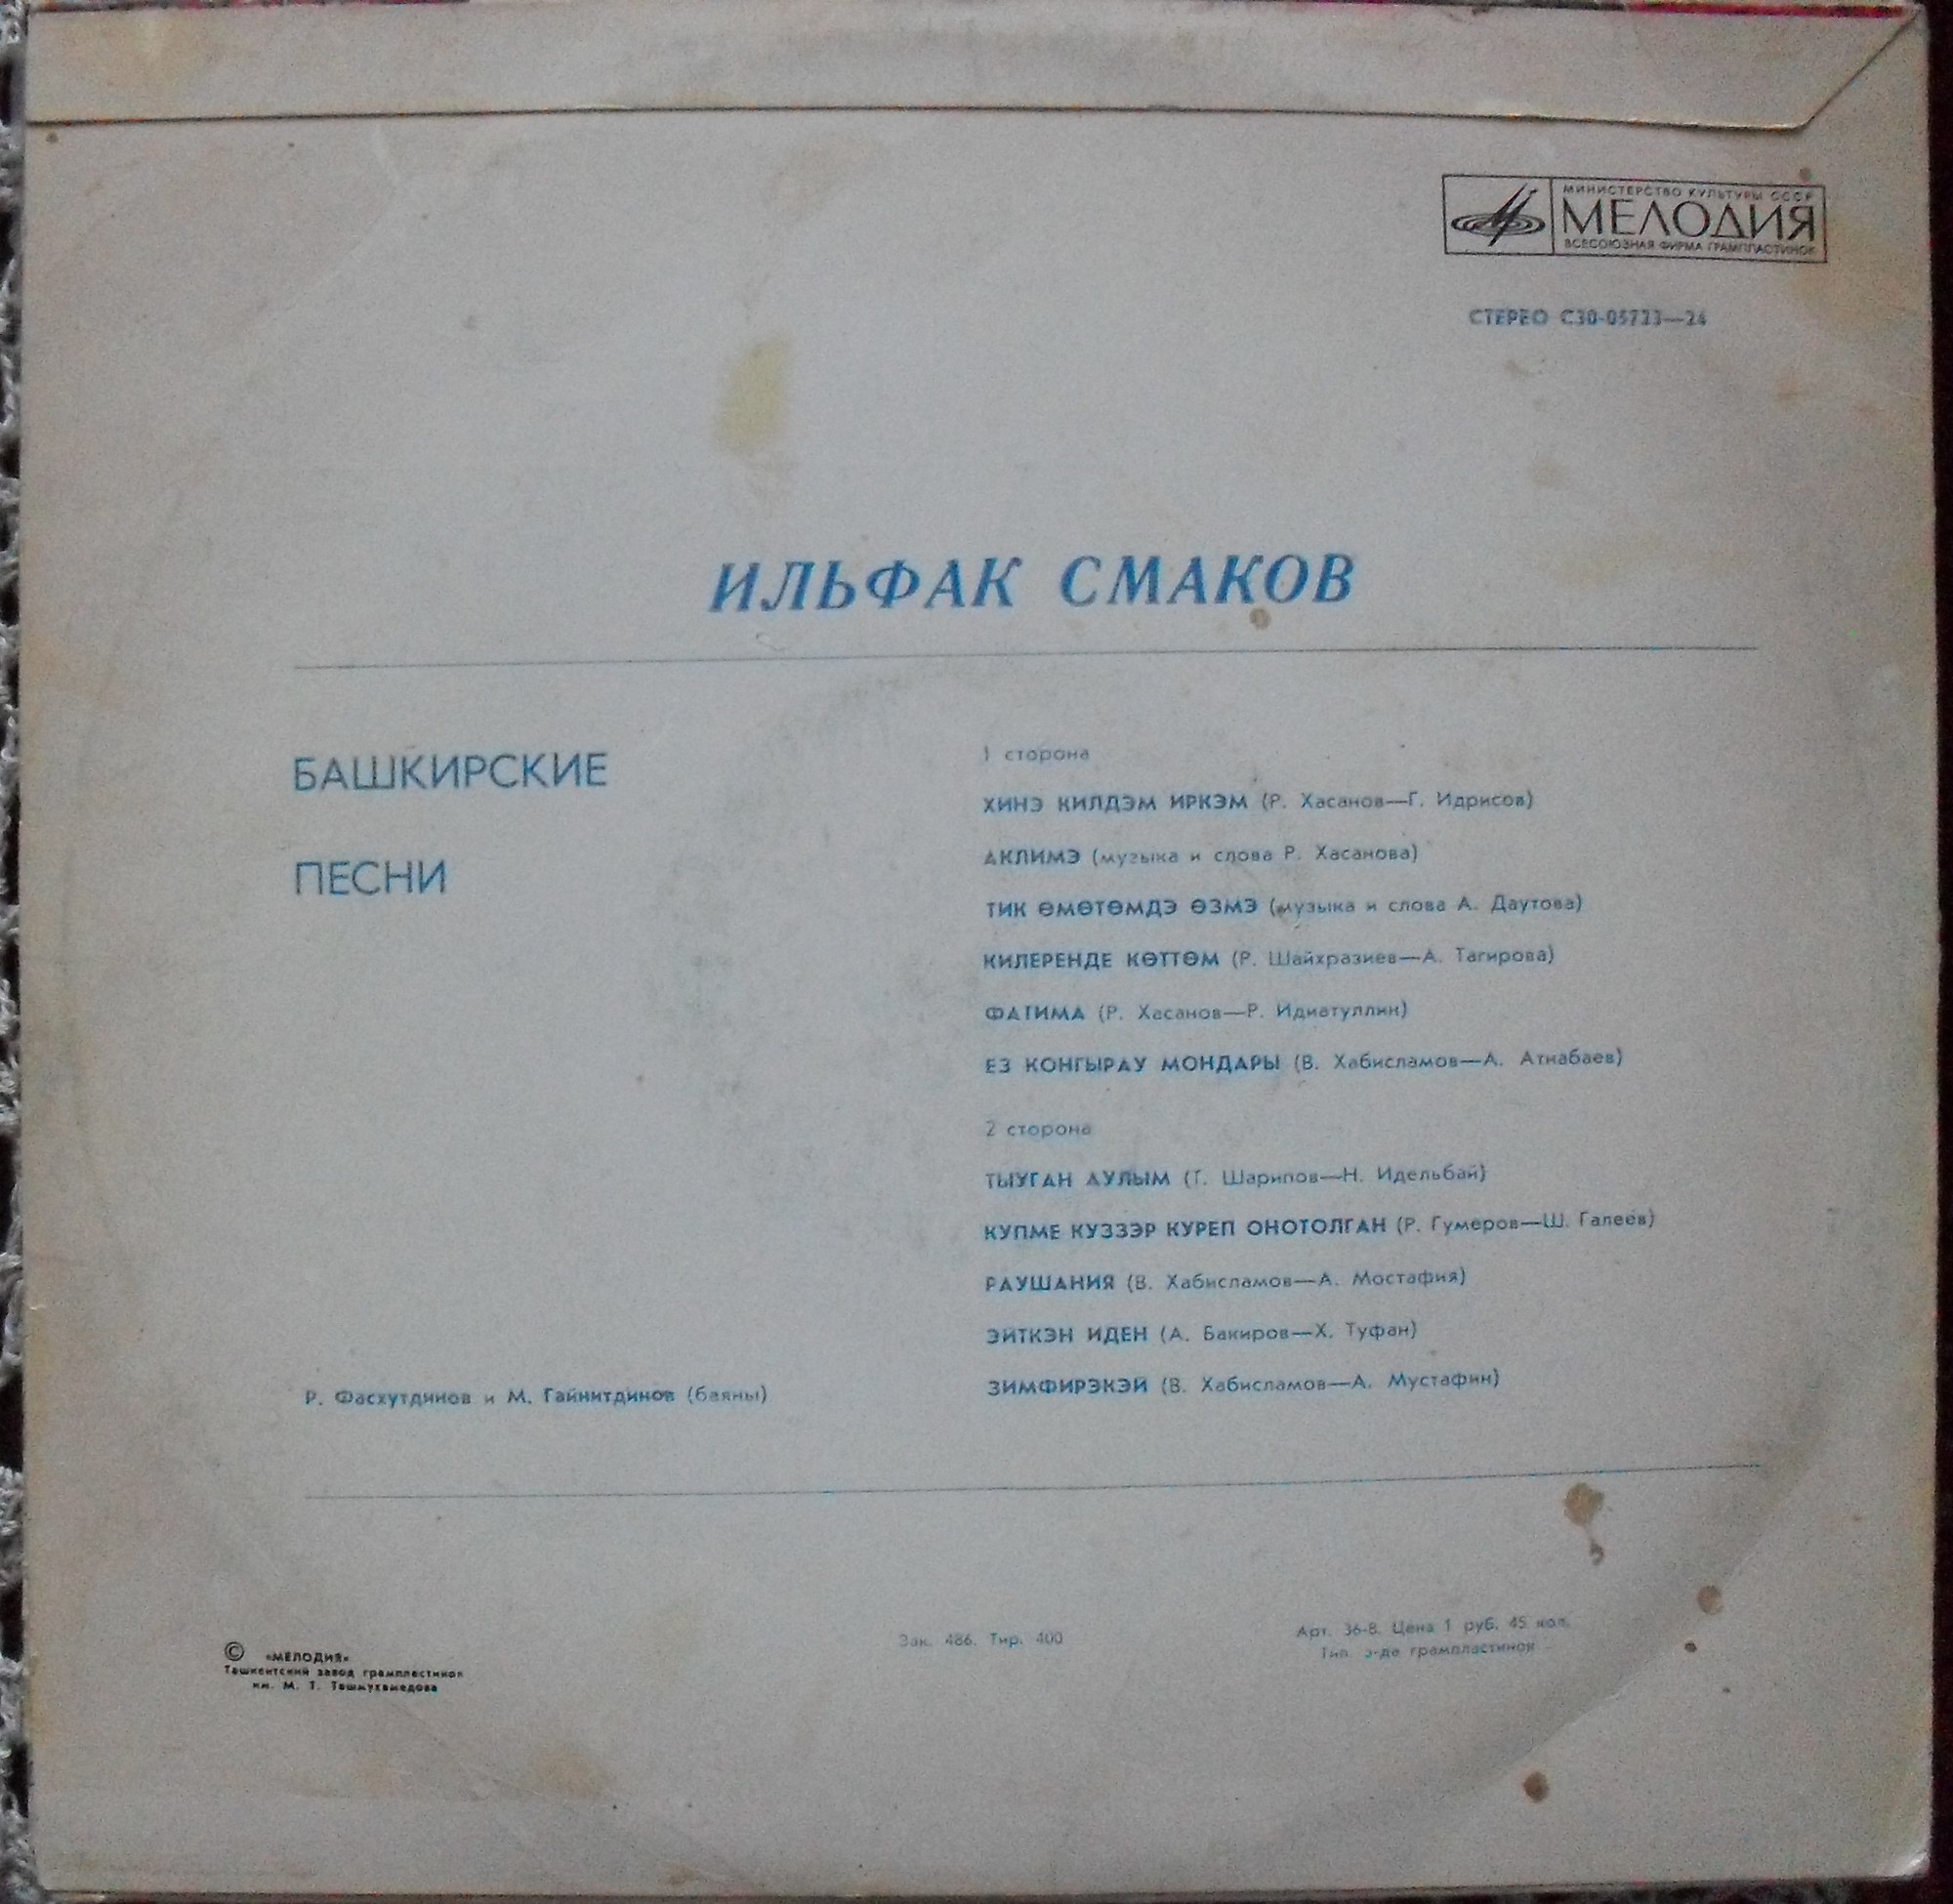 МИНИСТЕРСТВО КУЛЬТУРЫ СССР
МЕЛОДИЯ
ВСЕСОЮЗНАЯ ФИРМА ГРАМПЛАСТИНОК
СТЕРЕО С30-05723—24
ИЛЬФАК СМАКОВ
БАШКИРСКИЕ
ПЕСНИ
1 сторона
ХИНЭ КИЛДЭМ ИРКЭМ (Р. Хасанов—Г. Идрисов)
АКЛИМЭ (музыка и слова Р. Хасанова)
ТИК ӨМӨТӨМДЭ ӨЗМЭ (музыка и слова А. Даутова)
КИЛЕРЕНДЕ КӨТТӨМ (Р. Шайхразиев—А. Тагирова)
ФАТИМА (Р. Хасанов—Р. Идиатуллин)
ЕЗ КОНГЫРАУ МОНДАРЫ (В. Хабисламов—А. Атнабаев)
2 сторона
ТЫУГАН АУЛЫМ (Т. Шарипов—Н. Идельбай)
КУПМЕ КУЗЗЭР КУРЕП ОНОТОЛГАН (Р. Гумеров—Ш. Галеев)
РАУШАНИЯ (В. Хабисламов—А. Мостафия)
ЭЙТКЭН ИДЕН (А. Бакиров—Х. Туфан)
ЗИМФИРЭКЭЙ (В. Хабисламов—А. Мустафин)
Р. Фасхутдинов и М. Гайнитдинов (баяны)
© «МЕЛОДИЯ»
Ташкентский завод грампластинок
им. М. Т. Ташмухамедова
Зак. 486. Тир. 400
Арт. 36-8. Цена 1 руб. 45 коп.
Тип. з-да грампластинок